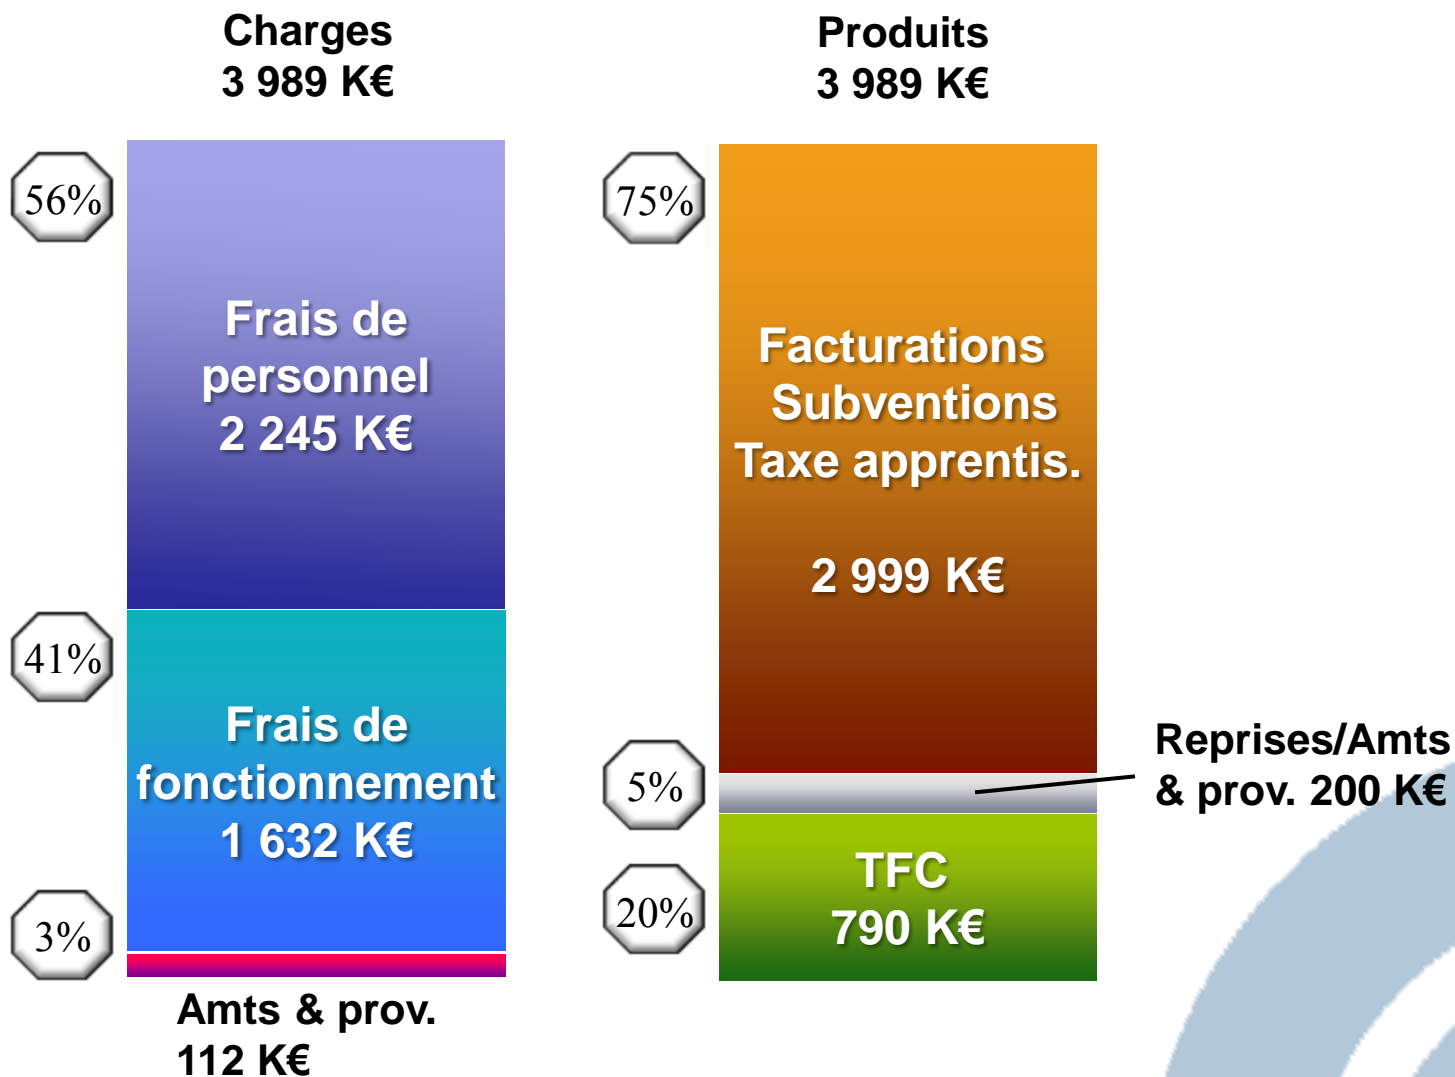 Charges
3 989 K€
56%
Frais de
personnel
2 245 K€
41%
Frais de
fonctionnement
1 632 K€
3%
Amts & prov.
112 K€
Produits
3 989 K€
75%
Facturations
Subventions
Taxe apprentis.
2 999 K€
5%
Reprises/Amts
& prov. 200 K€
20%
TFC
790 K€